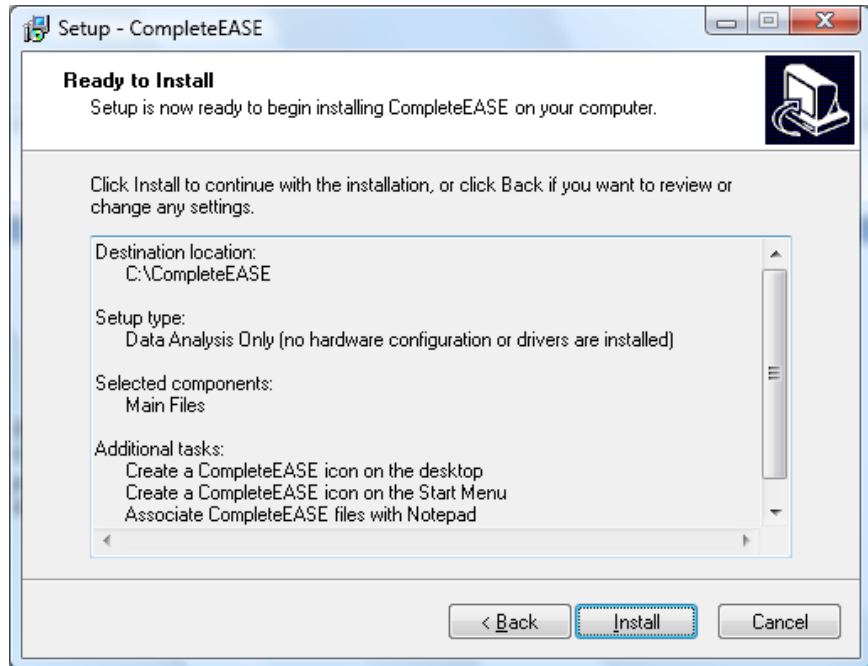 Setup - CompleteEASE
Ready to Install
Setup is now ready to begin installing CompleteEASE on your computer.
Click Install to continue with the installation, or click Back if you want to review or
change any settings.
Destination location:
C:\CompleteEASE
Setup type:
Data Analysis Only (no hardware configuration or drivers are installed)
Selected components:
Main Files
Additional tasks:
Create a CompleteEASE icon on the desktop
Create a CompleteEASE icon on the Start Menu
Associate CompleteEASE files with Notepad
< Back
Install
Cancel